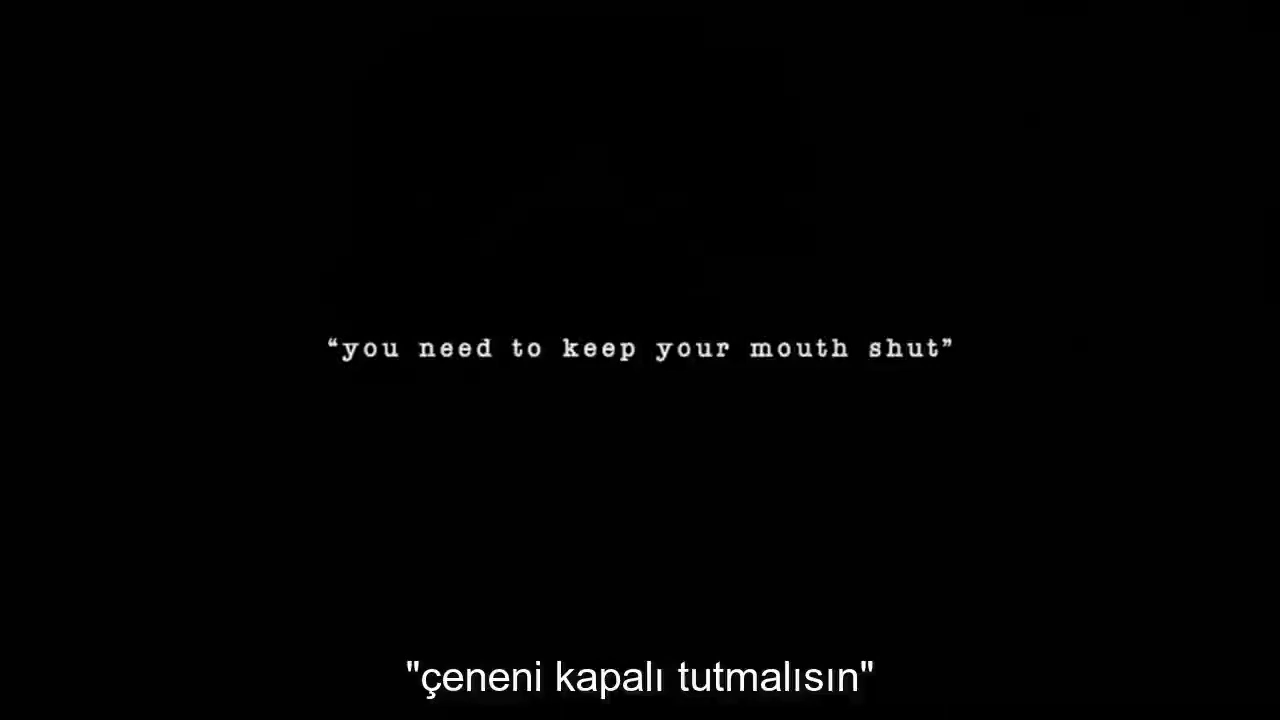 “you need to keep your mouth shut”
"çeneni kapalı tutmalısın"